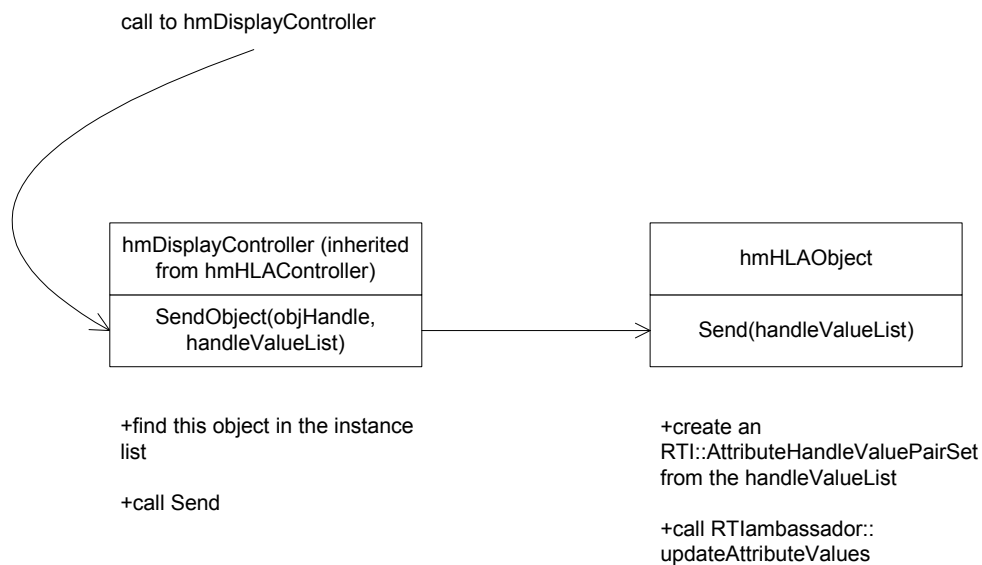 call to hmDisplayController
hmDisplayController (inherited
from hmHLAController)
SendObject(objHandle,
handleValueList)
hmHLAObject
Send(handleValueList)
+find this object in the instance
list
+call Send
+create an
RTI::AttributeHandleValuePairSet
from the handleValueList
+call RTIambassador::
updateAttributeValues